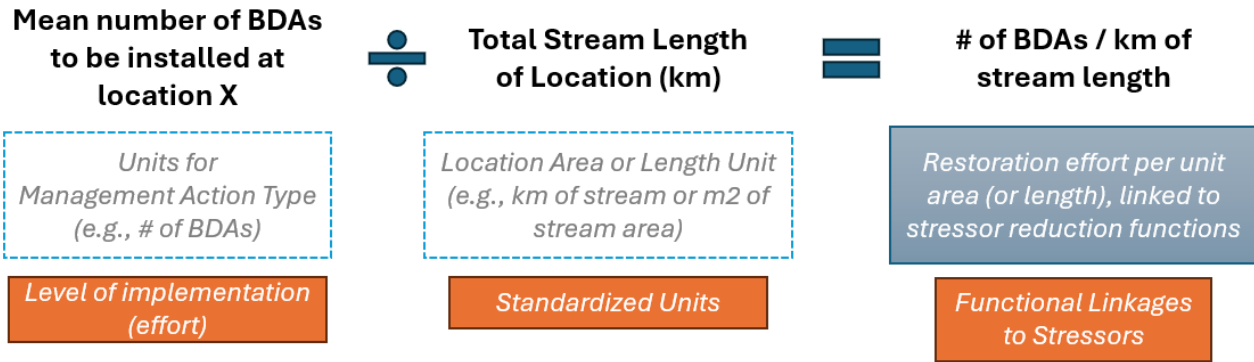 Mean number of BDAs
to be installed at
location X
Total Stream Length
of Location (km)
# of BDAs / km of
stream length
Units for
Management Action Type
(e.g., # of BDAs)
Location Area or Length Unit
(e.g., km of stream or m2 of
stream area)
Restoration effort per unit
area (or length), linked to
stressor reduction functions
Level of implementation
(effort)
Standardized Units
Functional Linkages
to Stressors